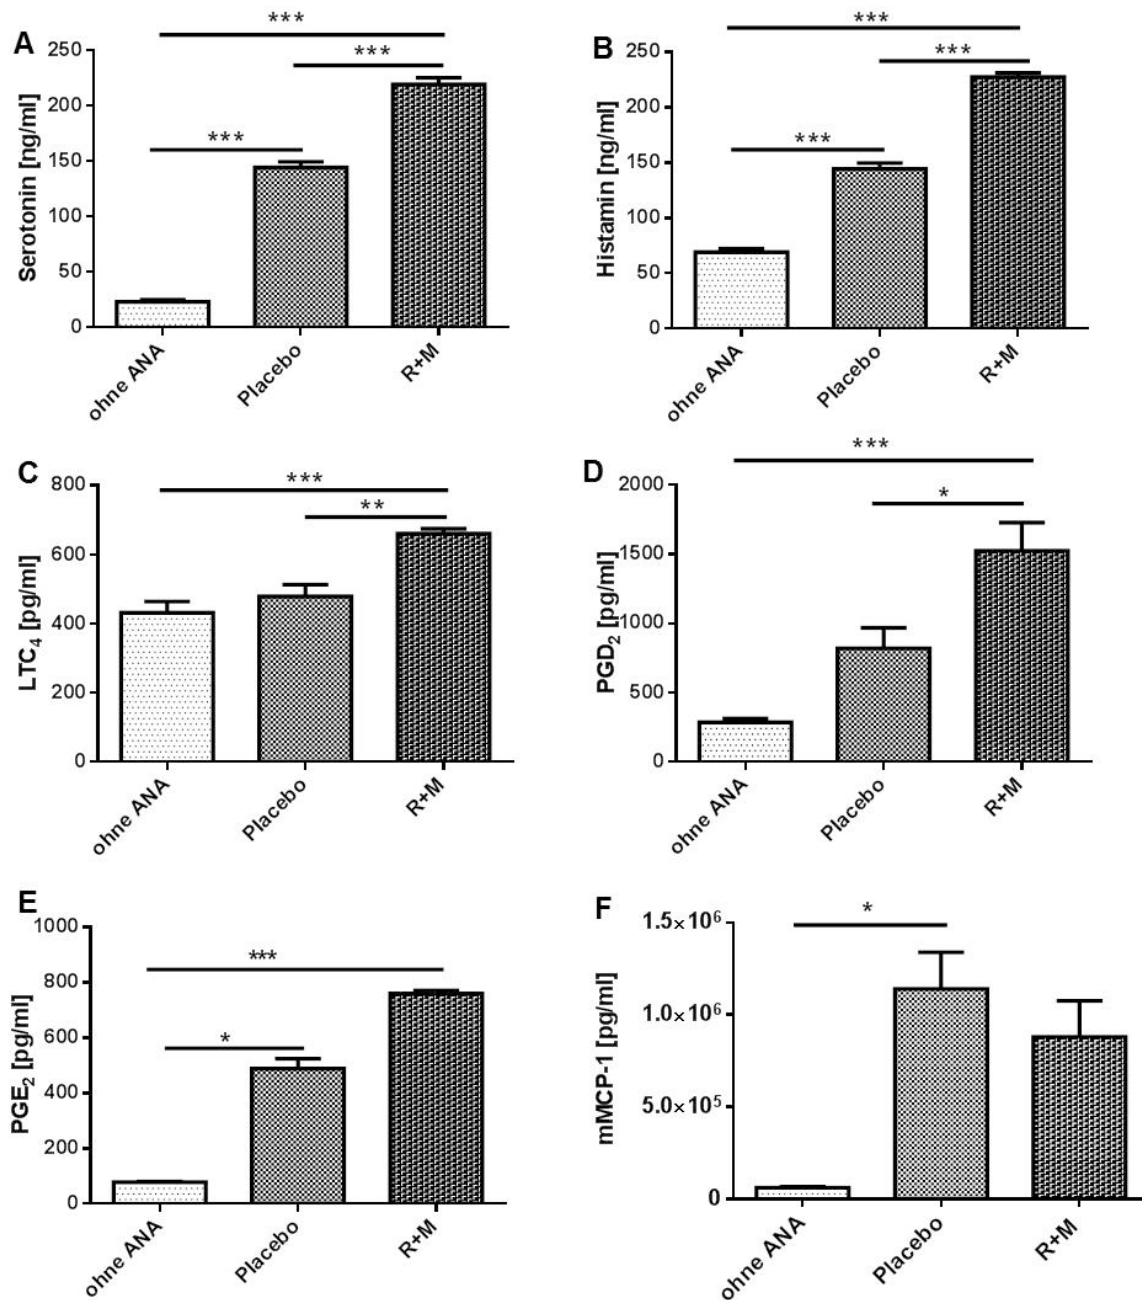 A
Serotonin [ng/ml]
250
200
150
100
50
0
***
***
***
ohne ANA
Placebo
R+M
B
Histamin [ng/ml]
250
200
150
100
50
0
***
***
***
ohne ANA
Placebo
R+M
C
LTC₄ [pg/ml]
800
600
400
200
0
***
**
ohne ANA
Placebo
R+M
D
PGD₂ [pg/ml]
2000
1500
1000
500
0
***
*
ohne ANA
Placebo
R+M
E
PGE₂ [pg/ml]
1000
800
600
400
200
0
***
*
ohne ANA
Placebo
R+M
F
mMCP-1 [pg/ml]
1.5×10⁶
1.0×10⁶
5.0×10⁵
0
*
ohne ANA
Placebo
R+M